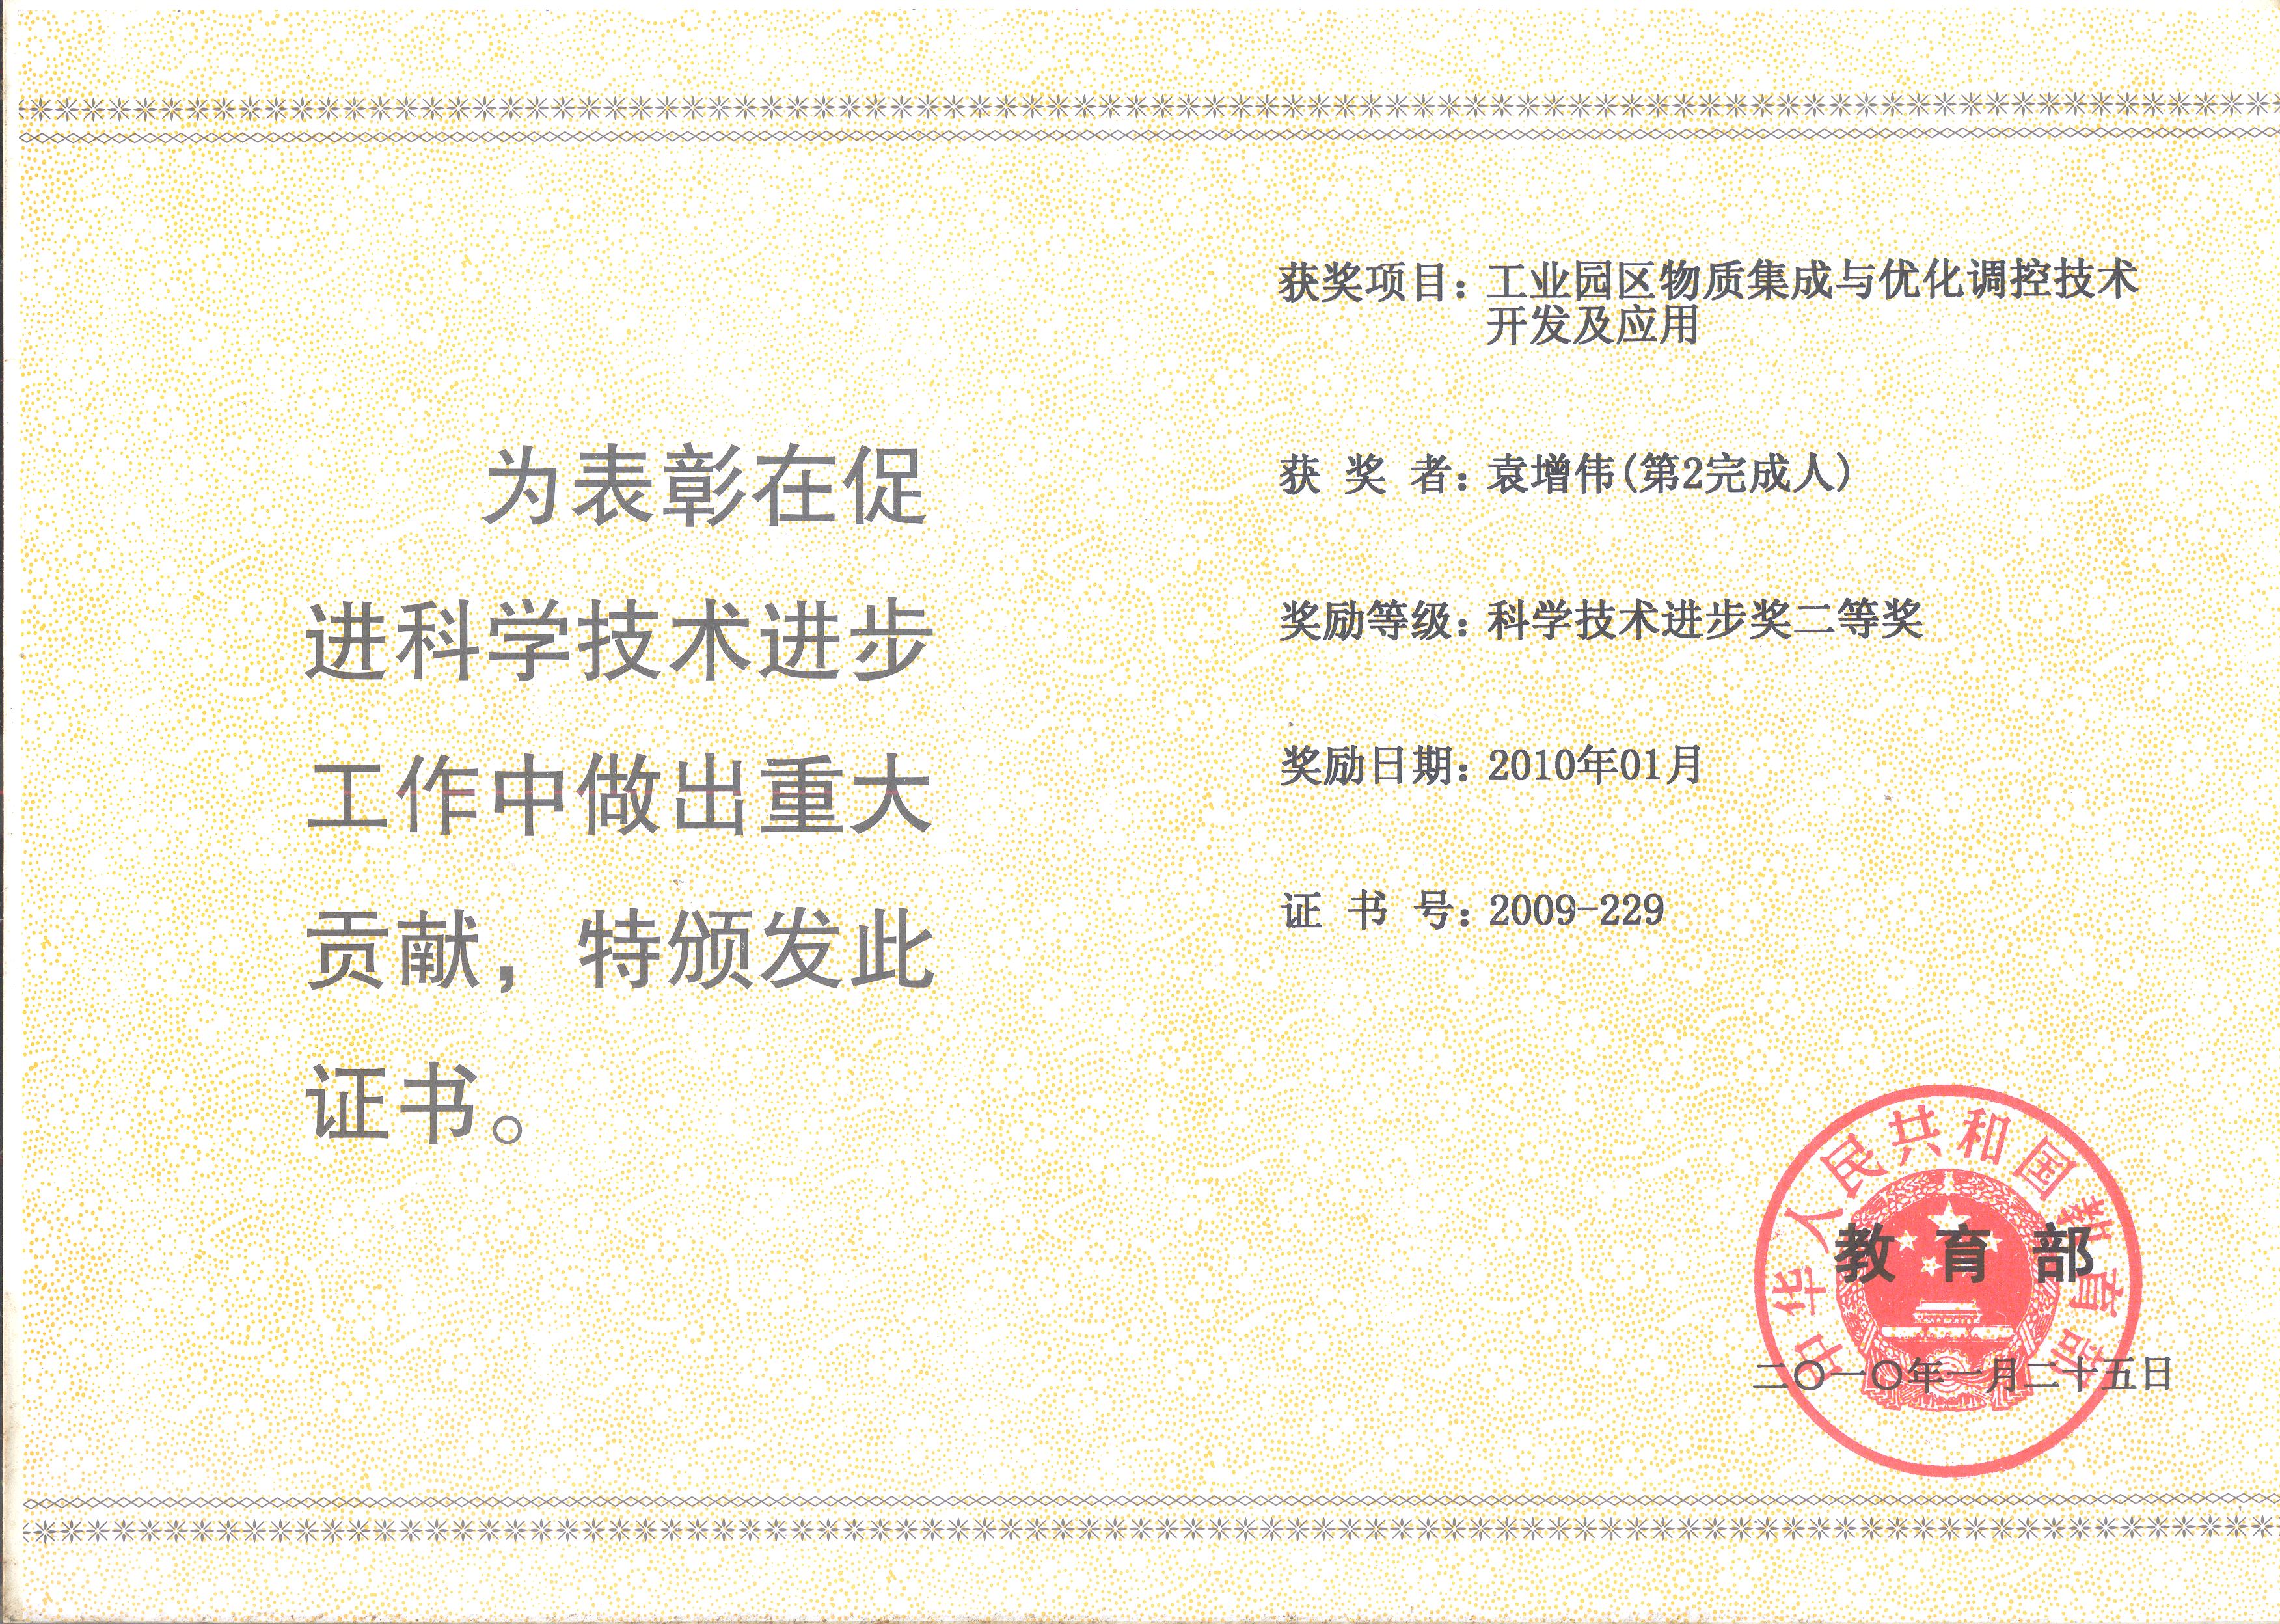 为表彰在促
进科学技术进步
工作中做出重大
贡献，特颁发此
证书。
获奖项目：工业园区物质集成与优化调控技术
开发及应用
获 奖 者：袁增伟(第2完成人)
奖励等级：科学技术进步奖二等奖
奖励日期：2010年01月
证 书 号：2009-229
中华人民共和国教育部
教 育 部
二〇一〇年一月二十五日